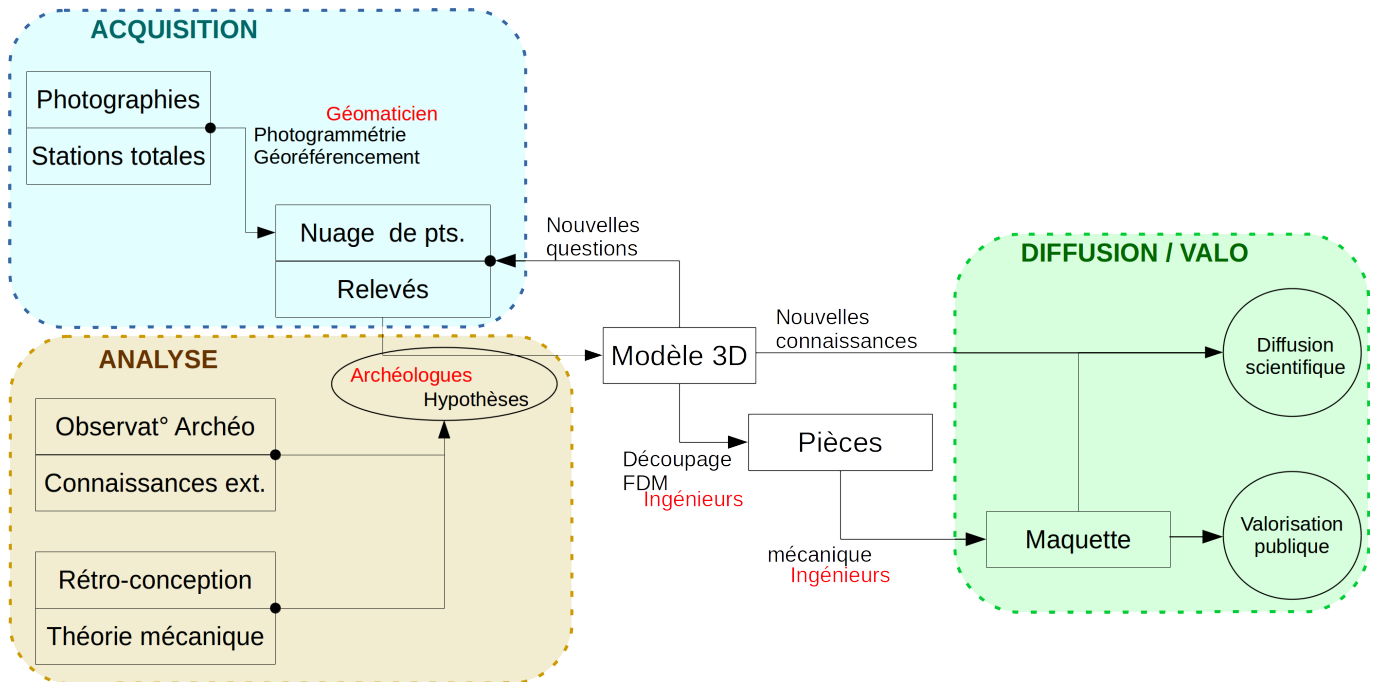 ACQUISITION
Photographies
Stations totales
Géomaticien
Photogrammétrie
Géoréférencement
Nuage de pts.
Relevés
Nouvelles
questions
ANALYSE
Archéologues
Hypothèses
Observat° Archéo
Connaissances ext.
Rétro-conception
Théorie mécanique
Modèle 3D
Nouvelles
connaissances
Découpage
FDM
Ingénieurs
Pièces
mécanique
Ingénieurs
DIFFUSION / VALO
Diffusion
scientifique
Maquette
Valorisation
publique